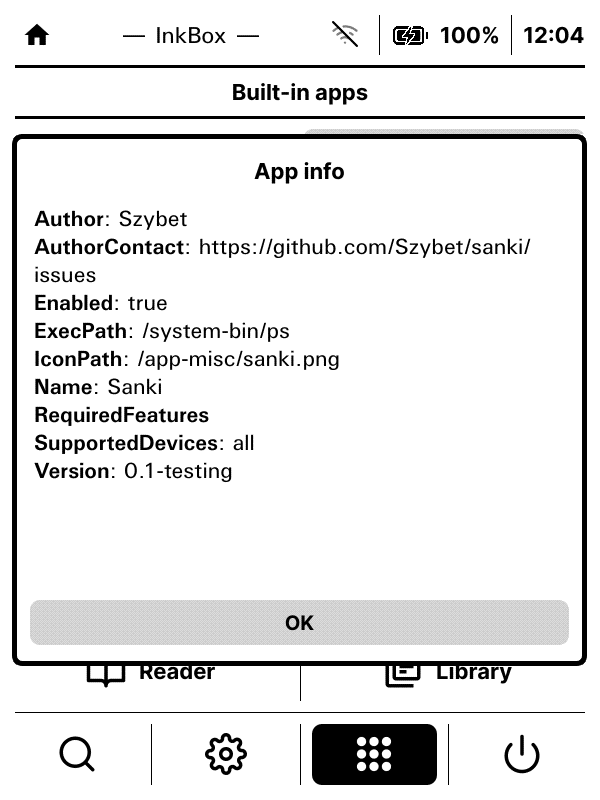 — InkBox —
100%
12:04
Built-in apps
App info
Author: Szybet
AuthorContact: https://github.com/Szybet/sanki/
issues
Enabled: true
ExecPath: /system-bin/ps
IconPath: /app-misc/sanki.png
Name: Sanki
RequiredFeatures
SupportedDevices: all
Version: 0.1-testing
OK
Reader
Library